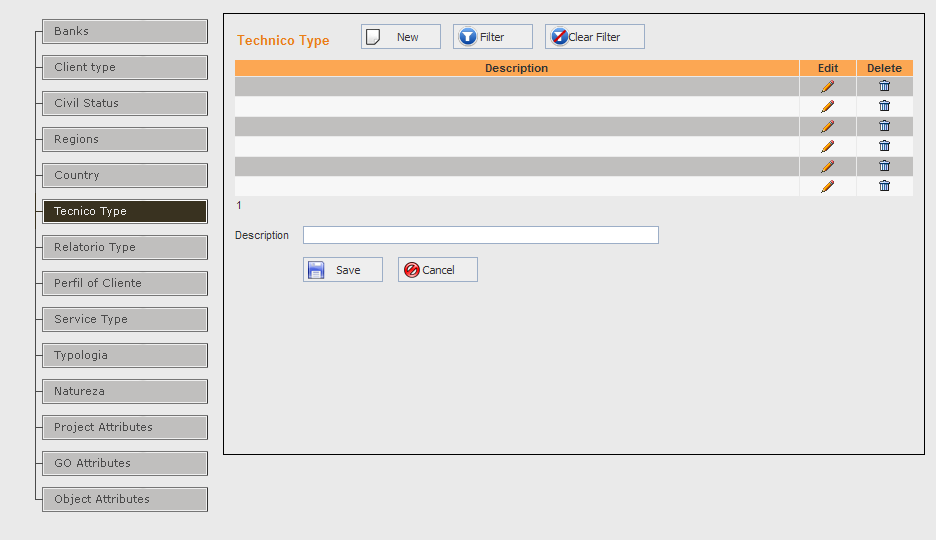 Banks
Client type
Civil Status
Regions
Country
Tecnico Type
Relatorio Type
Perfil of Cliente
Service Type
Typologia
Natureza
Project Attributes
GO Attributes
Object Attributes
Technico Type New Filter Clear Filter
Description Edit Delete
1
Description
Save Cancel